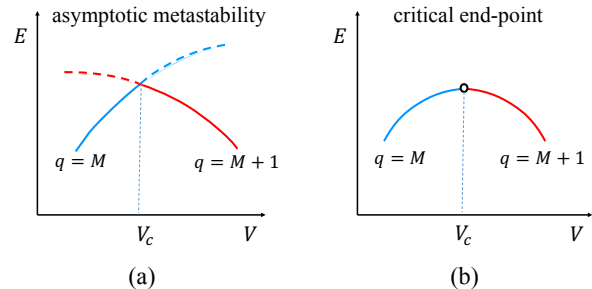 asymptotic metastability
E
q = M
q = M + 1
V_c
V
(a)
critical end-point
E
q = M
q = M + 1
V_c
V
(b)